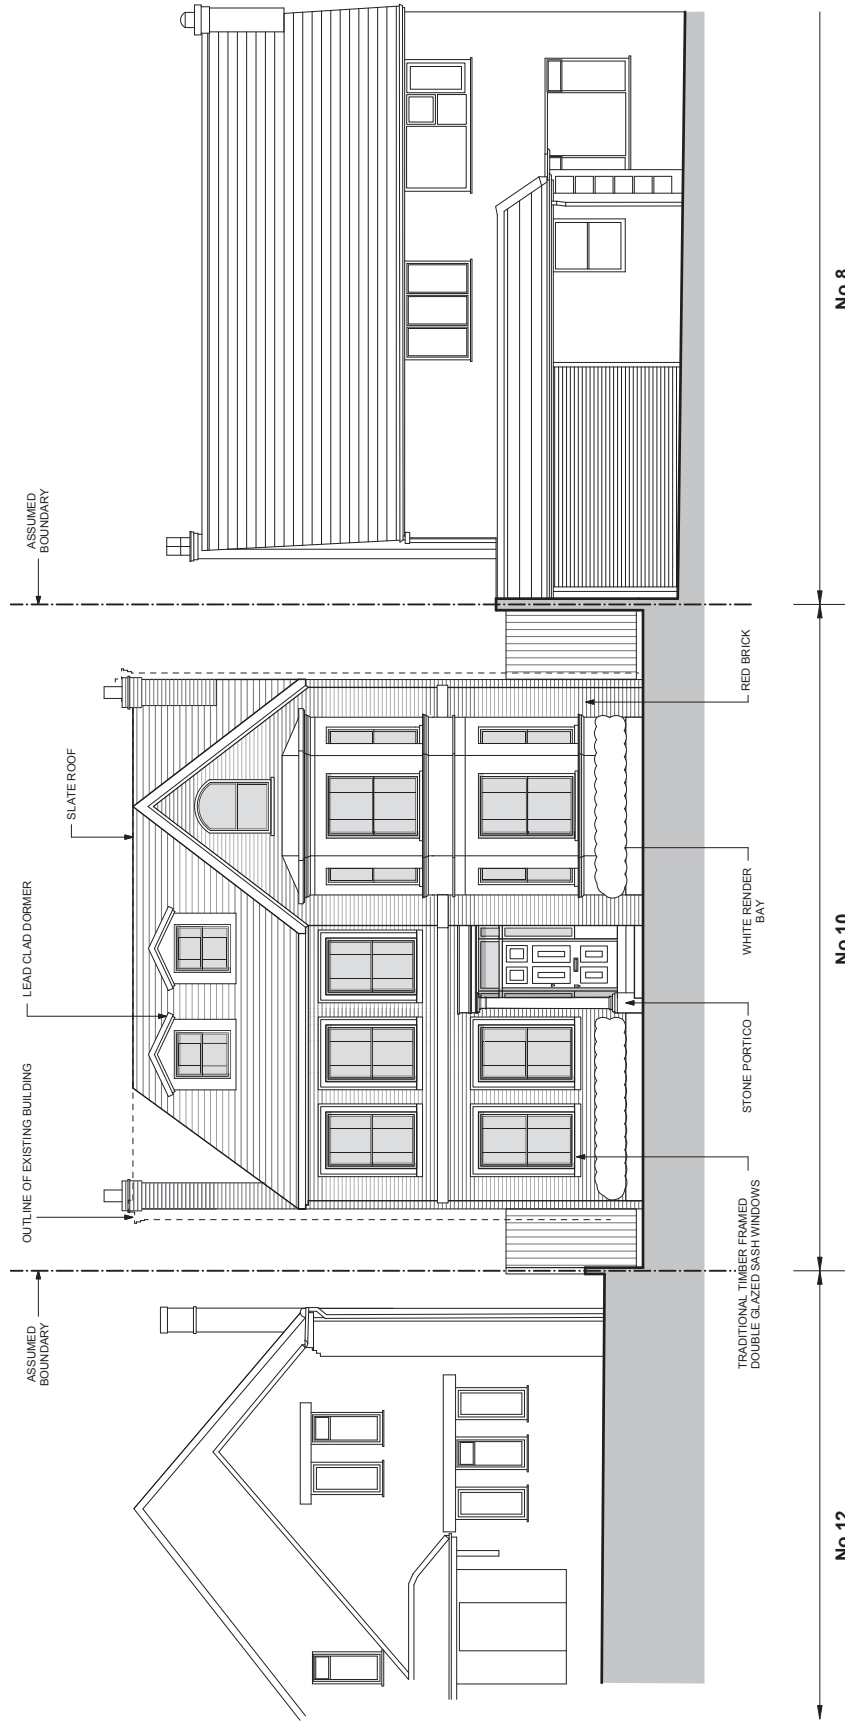 ASSUMED
BOUNDARY
OUTLINE OF EXISTING BUILDING
LEAD CLAD DORMER
SLATE ROOF
ASSUMED
BOUNDARY
TRADITIONAL TIMBER FRAMED
DOUBLE GLAZED SASH WINDOWS
STONE PORTICO
WHITE RENDER
BAY
RED BRICK
No.12
No.10
No.8